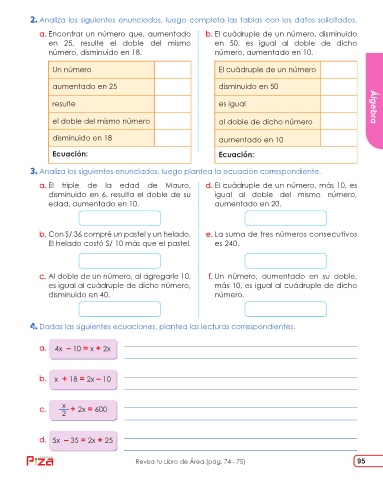 2. Analiza los siguientes enunciados, luego completa las tablas con los datos solicitados.
a. Encontrar un número que, aumentado
en 25, resulte el doble del mismo
número, disminuido en 18.
Un número
aumentado en 25
resulte
el doble del mismo número
disminuido en 18
Ecuación:
b. El cuádruple de un número, disminuido
en 50, es igual al doble de dicho
número, aumentado en 10.
El cuádruple de un número
disminuido en 50
es igual
al doble de dicho número
aumentado en 10
Ecuación:
Álgebra
3. Analiza los siguientes enunciados, luego plantea la ecuación correspondiente.
a. El triple de la edad de Mauro,
disminuido en 6, resulta el doble de su
edad, aumentado en 10.
b. Con S/ 36 compré un pastel y un helado.
El helado costó S/ 10 más que el pastel.
c. Al doble de un número, al agregarle 10,
es igual al cuádruple de dicho número,
disminuido en 40.
d. El cuádruple de un número, más 10, es
igual al doble del mismo número,
aumentado en 20.
e. La suma de tres números consecutivos
es 240.
f. Un número, aumentado en su doble,
más 10, es igual al cuádruple de dicho
número.
4. Dadas las siguientes ecuaciones, plantea las lecturas correspondientes.
a. 4x – 10 = x + 2x
b. x + 18 = 2x – 10
c. x/2 + 2x = 600
d. 5x – 35 = 2x + 25
Piza
Revisa tu Libro de Área (pág. 74 - 75)
95